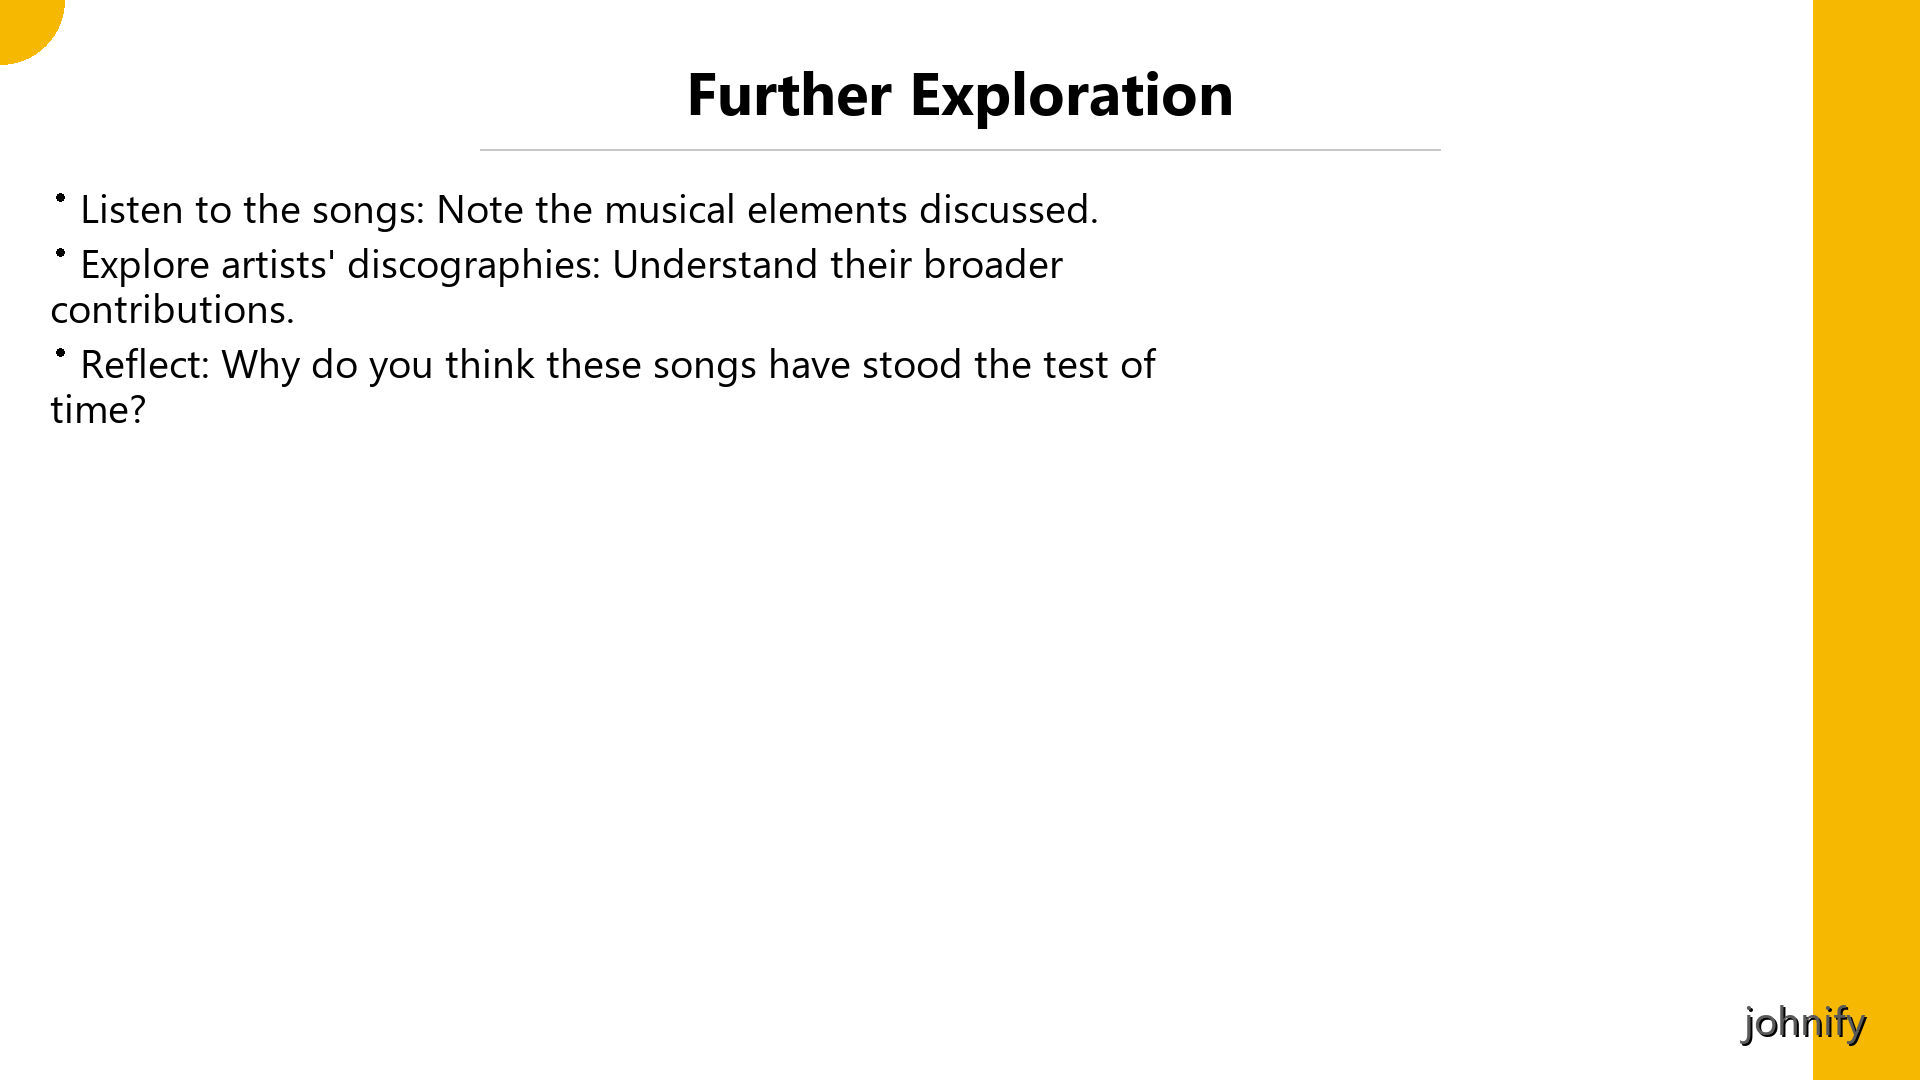 Further Exploration
• Listen to the songs: Note the musical elements discussed.
• Explore artists' discographies: Understand their broader
contributions.
• Reflect: Why do you think these songs have stood the test of
time?
johnify